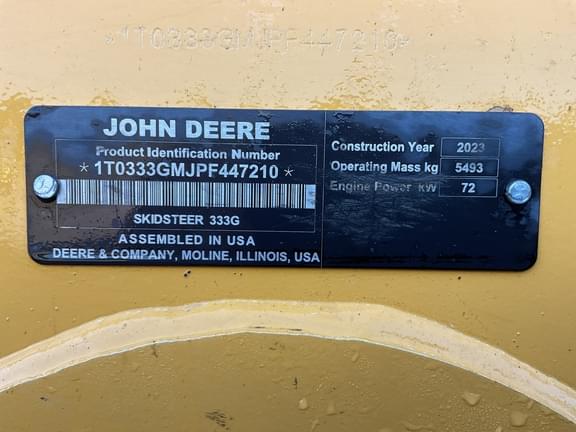 *1T0333GMJPF447210*
JOHN DEERE
Product Identification Number
* 1T0333GMJPF447210 *
SKIDSTEER 333G
ASSEMBLED IN USA
DEERE & COMPANY, MOLINE, ILLINOIS, USA
Construction Year 2023
Operating Mass kg 5493
Engine Power kW 72